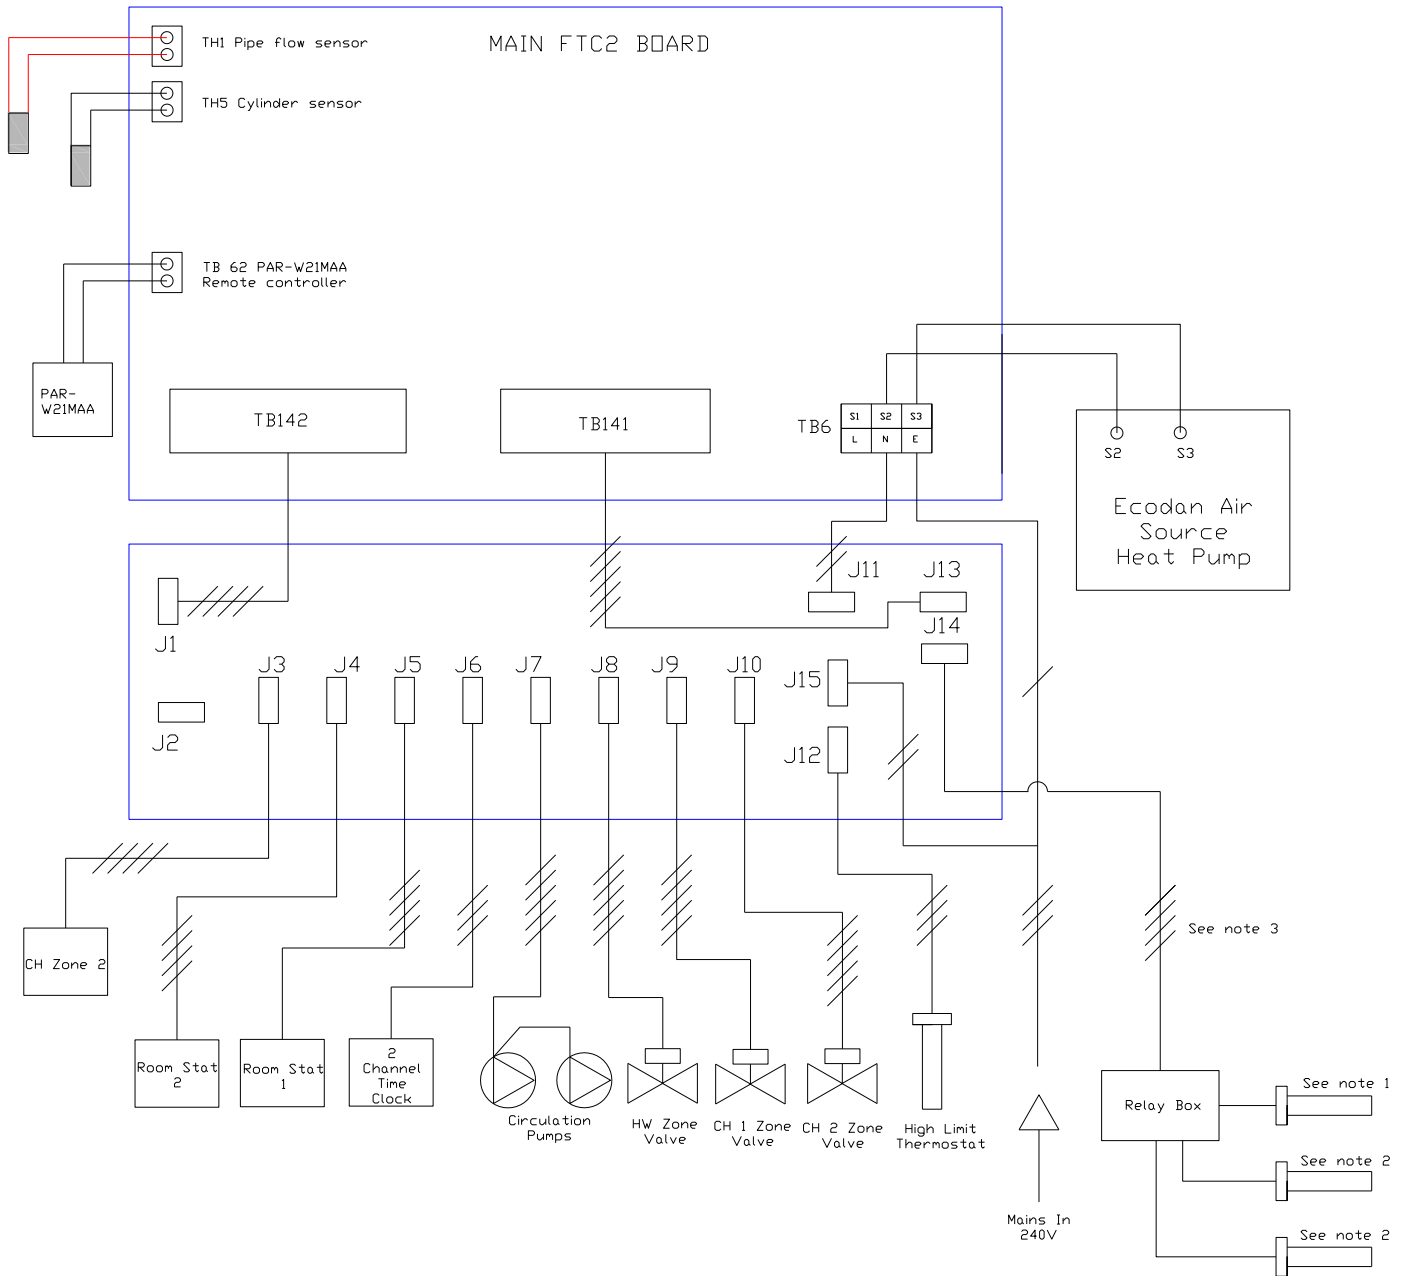 TH1 Pipe flow sensor
MAIN FTC2 BOARD
TH5 Cylinder sensor
TB 62 PAR-W21MAA
Remote controller
PAR-
W21MAA
TB142
TB141
TB6
S1 S2 S3
L N E
S2 S3
Ecodan Air
Source
Heat Pump
J11
J13
J14
J1
J3
J4
J5
J6
J7
J8
J9
J10
J15
J2
J12
See note 3
CH Zone 2
Room Stat
2
Room Stat
1
2
Channel
Time
Clock
Circulation
Pumps
HW Zone
Valve
CH 1 Zone
Valve
CH 2 Zone
Valve
High Limit
Thermostat
Mains In
240V
Relay Box
See note 1
See note 2
See note 2